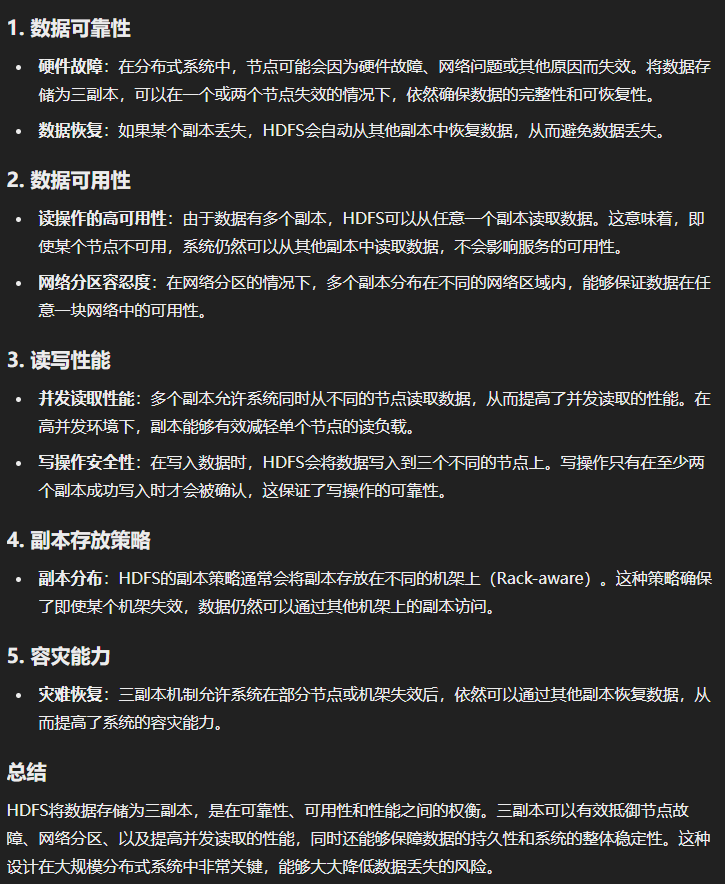 1. 数据可靠性
• 硬件故障：在分布式系统中，节点可能会因为硬件故障、网络问题或其他原因而失效。将数据存
储为三副本，可以在一个或两个节点失效的情况下，依然确保数据的完整性和可恢复性。
• 数据恢复：如果某个副本丢失，HDFS会自动从其他副本中恢复数据，从而避免数据丢失。
2. 数据可用性
• 读操作的高可用性：由于数据有多个副本，HDFS可以从任意一个副本读取数据。这意味着，即
使某个节点不可用，系统仍然可以从其他副本中读取数据，不会影响服务的可用性。
• 网络分区容忍度：在网络分区的情况下，多个副本分布在不同的网络区域内，能够保证数据在任
意一块网络中的可用性。
3. 读写性能
• 并发读取性能：多个副本允许系统同时从不同的节点读取数据，从而提高了并发读取的性能。在
高并发环境下，副本能够有效减轻单个节点的读负载。
• 写操作安全性：在写入数据时，HDFS会将数据写入到三个不同的节点上。写操作只有在至少两
个副本成功写入时才会被确认，这保证了写操作的可靠性。
4. 副本存放策略
• 副本分布：HDFS的副本策略通常会将副本存放在不同的机架上（Rack-aware）。这种策略确保
了即使某个机架失效，数据仍然可以通过其他机架上的副本访问。
5. 容灾能力
• 灾难恢复：三副本机制允许系统在部分节点或机架失效后，依然可以通过其他副本恢复数据，从
而提高了系统的容灾能力。
总结
HDFS将数据存储为三副本，是在可靠性、可用性和性能之间的权衡。三副本可以有效抵御节点故
障、网络分区、以及提高并发读取的性能，同时还能够保障数据的持久性和系统的整体稳定性。这种
设计在大规模分布式系统中非常关键，能够大大降低数据丢失的风险。